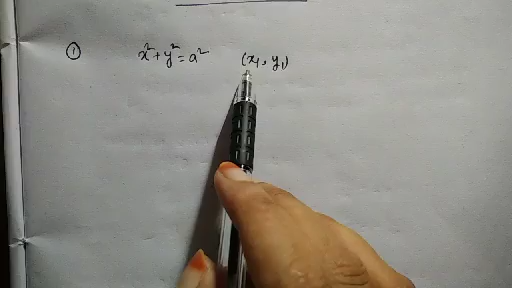 ① x² + y² = a² (x₁, y₁)